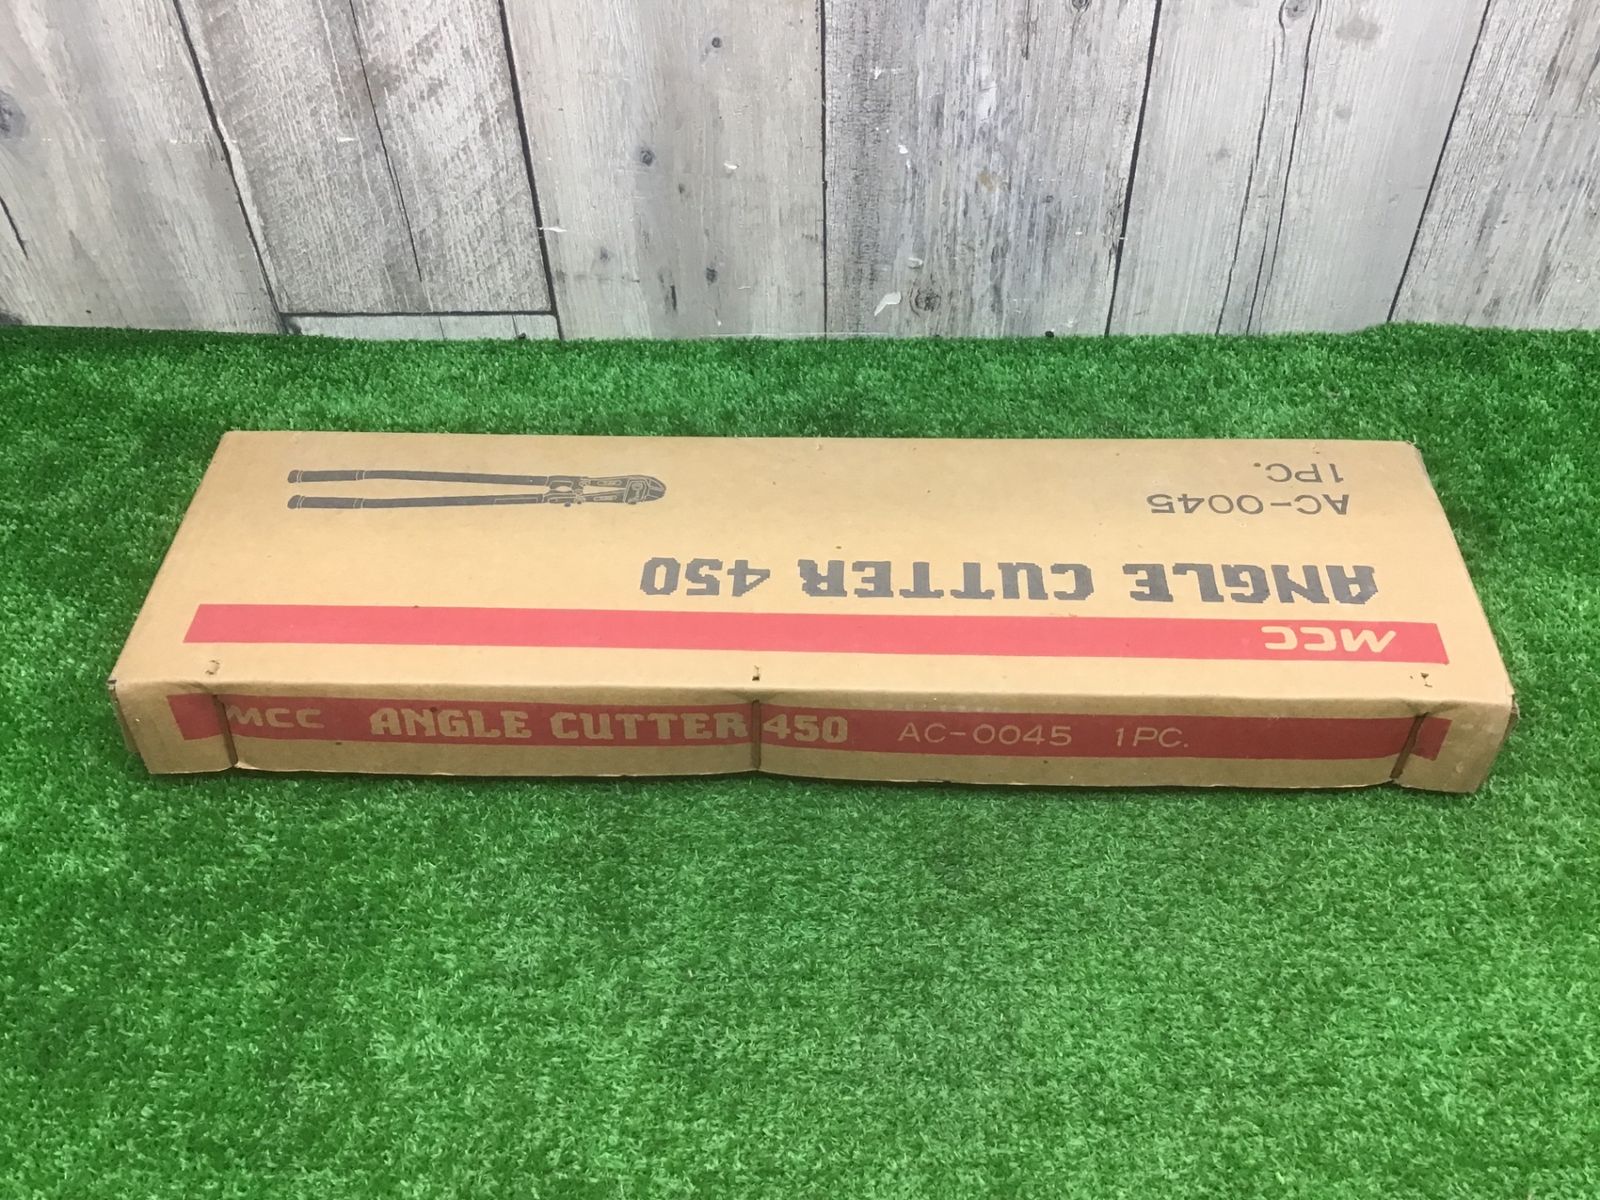 MCC
ANGLE CUTTER 450
AC-0045
1PC.
MCC ANGLE CUTTER 450 AC-0045 1PC.